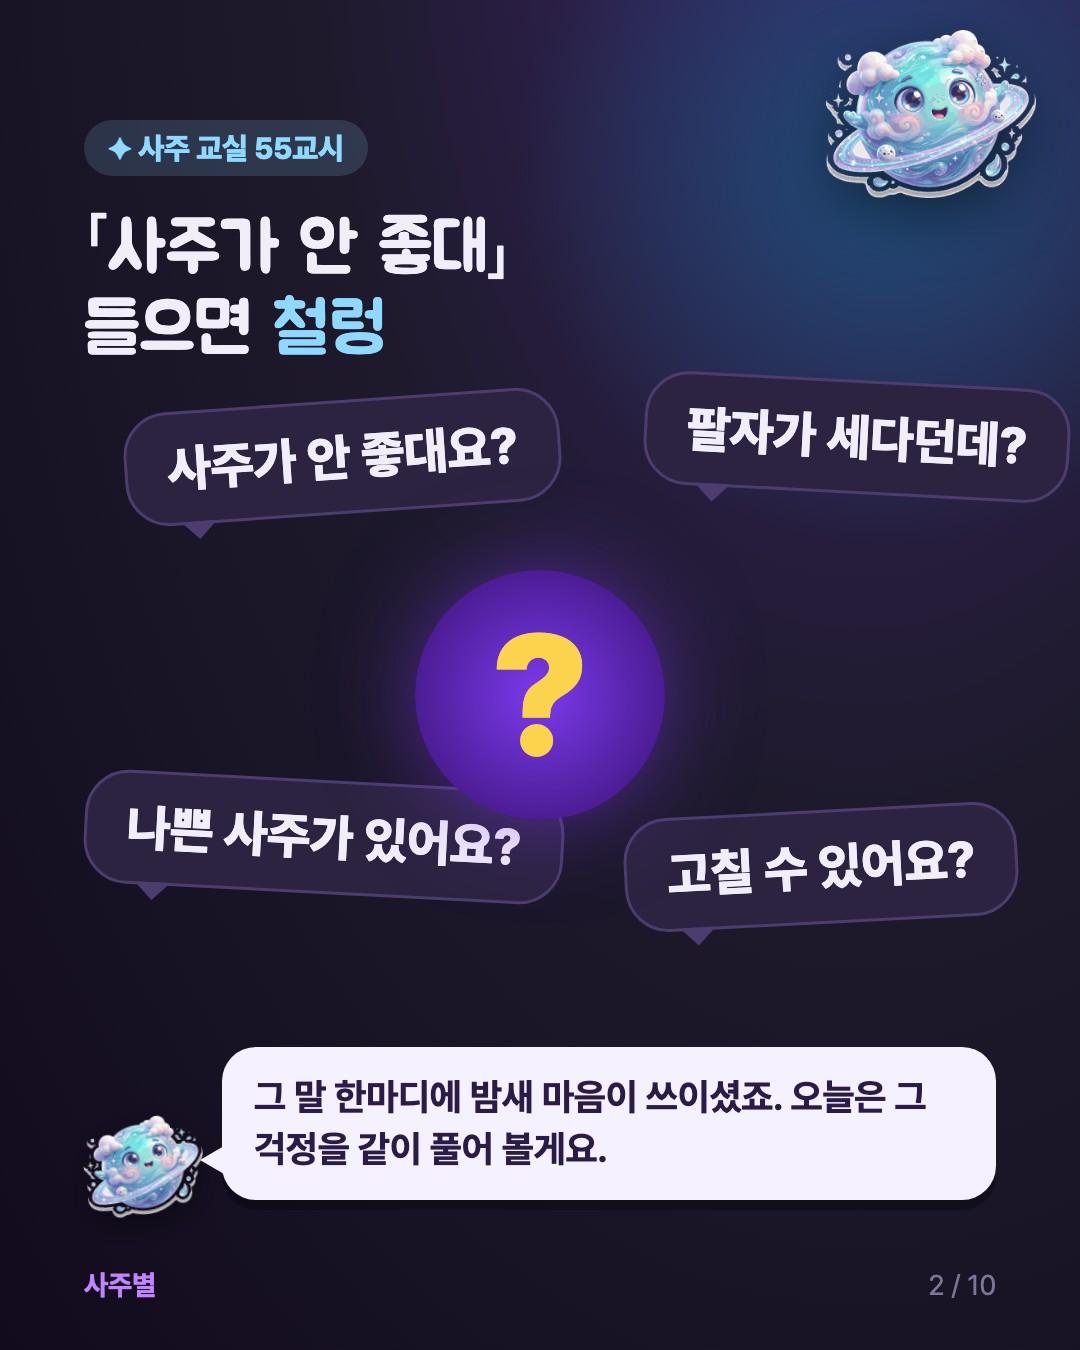 ✦ 사주 교실 55교시
「사주가 안 좋대」
들으면 철렁
사주가 안 좋대요?
팔자가 세다던데?
?
나쁜 사주가 있어요?
고칠 수 있어요?
그 말 한마디에 밤새 마음이 쓰이셨죠. 오늘은 그
걱정을 같이 풀어 볼게요.
사주별
2 / 10